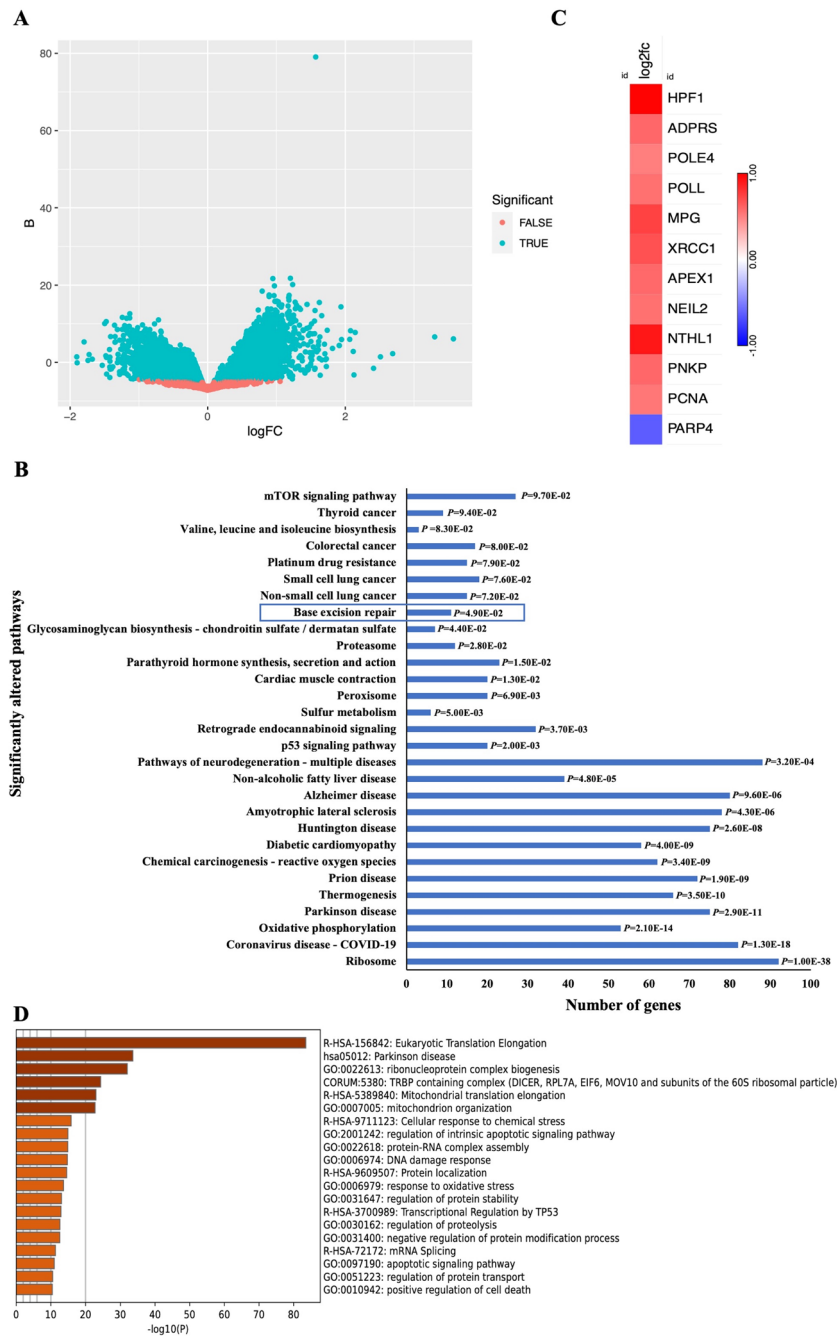 A
80
60
40
20
0
B
−2
0
2
logFC
Significant
FALSE
TRUE
C
id
log2fc
id
HPF1
ADPRS
POLE4
POLL
MPG
XRCC1
APEX1
NEIL2
NTHL1
PNKP
PCNA
PARP4
1.00
0.00
-1.00
B
Significantly altered pathways
mTOR signaling pathway P=9.70E-02
Thyroid cancer P=9.40E-02
Valine, leucine and isoleucine biosynthesis P =8.30E-02
Colorectal cancer P=8.00E-02
Platinum drug resistance P=7.90E-02
Small cell lung cancer P=7.60E-02
Non-small cell lung cancer P=7.20E-02
Base excision repair P=4.90E-02
Glycosaminoglycan biosynthesis - chondroitin sulfate / dermatan sulfate P=4.40E-02
Proteasome P=2.80E-02
Parathyroid hormone synthesis, secretion and action P=1.50E-02
Cardiac muscle contraction P=1.30E-02
Peroxisome P=6.90E-03
Sulfur metabolism P=5.00E-03
Retrograde endocannabinoid signaling P=3.70E-03
p53 signaling pathway P=2.00E-03
Pathways of neurodegeneration - multiple diseases P=3.20E-04
Non-alcoholic fatty liver disease P=4.80E-05
Alzheimer disease P=9.60E-06
Amyotrophic lateral sclerosis P=4.30E-06
Huntington disease P=2.60E-08
Diabetic cardiomyopathy P=4.00E-09
Chemical carcinogenesis - reactive oxygen species P=3.40E-09
Prion disease P=1.90E-09
Thermogenesis P=3.50E-10
Parkinson disease P=2.90E-11
Oxidative phosphorylation P=2.10E-14
Coronavirus disease - COVID-19 P=1.30E-18
Ribosome P=1.00E-38
0 10 20 30 40 50 60 70 80 90 100
Number of genes
D
R-HSA-156842: Eukaryotic Translation Elongation
hsa05012: Parkinson disease
GO:0022613: ribonucleoprotein complex biogenesis
CORUM:5380: TRBP containing complex (DICER, RPL7A, EIF6, MOV10 and subunits of the 60S ribosomal particle)
R-HSA-5389840: Mitochondrial translation elongation
GO:0007005: mitochondrion organization
R-HSA-9711123: Cellular response to chemical stress
GO:2001242: regulation of intrinsic apoptotic signaling pathway
GO:0022618: protein-RNA complex assembly
GO:0006974: DNA damage response
R-HSA-9609507: Protein localization
GO:0006979: response to oxidative stress
GO:0031647: regulation of protein stability
R-HSA-3700989: Transcriptional Regulation by TP53
GO:0030162: regulation of proteolysis
GO:0031400: negative regulation of protein modification process
R-HSA-72172: mRNA Splicing
GO:0097190: apoptotic signaling pathway
GO:0051223: regulation of protein transport
GO:0010942: positive regulation of cell death
0 10 20 30 40 50 60 70 80
-log10(P)